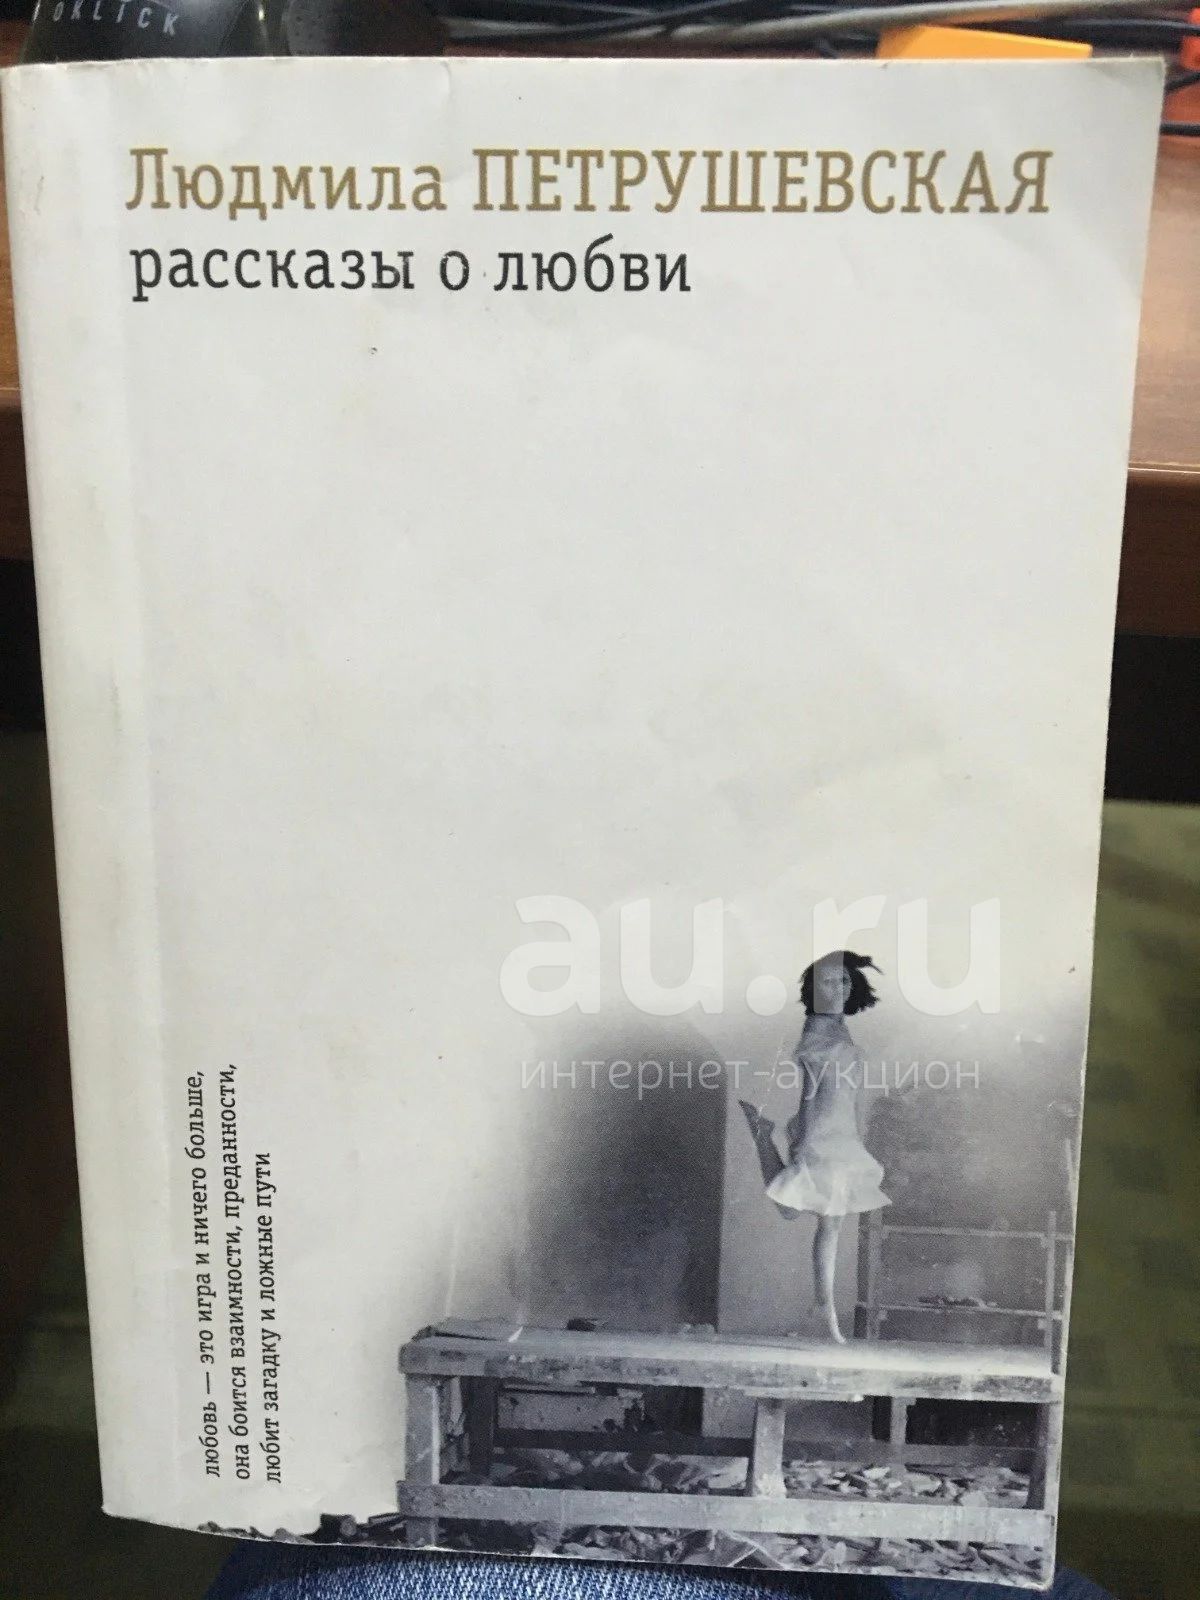 OKLICK
Людмила ПЕТРУШЕВСКАЯ
рассказы о любви
au.ru
интернет-аукцион
любовь — это игра и ничего больше,
она боится взаимности, преданности,
любит загадку и ложные пути